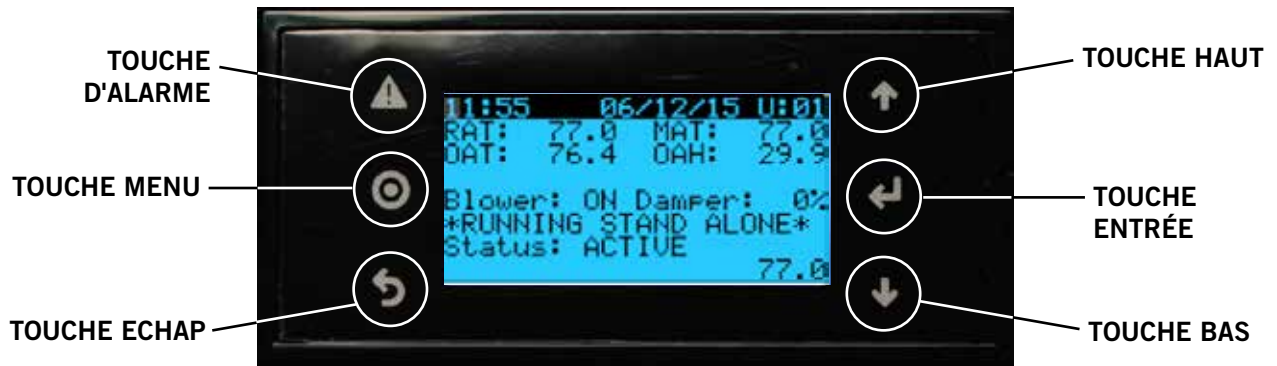 TOUCHE
D'ALARME
TOUCHE MENU
TOUCHE ECHAP
11:55 06/12/15 U:01
RAT: 77.0 MAT: 77.0
OAT: 76.4 OAH: 29.9
Blower: ON Damper: 0%
*RUNNING STAND ALONE*
Status: ACTIVE
77.0
TOUCHE HAUT
TOUCHE
ENTRÉE
TOUCHE BAS